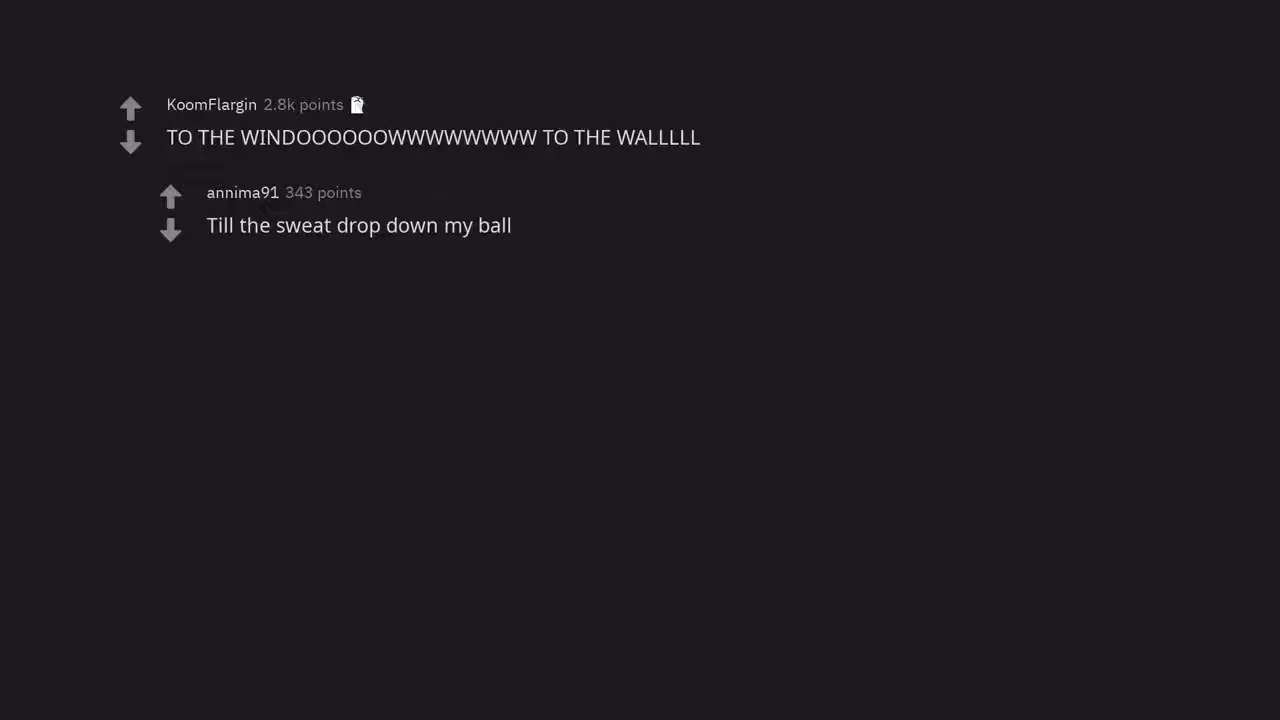 KoomFlargin 2.8k points
TO THE WINDOOOOOOWWWWWWWW TO THE WALLLLL
annima91 343 points
Till the sweat drop down my ball